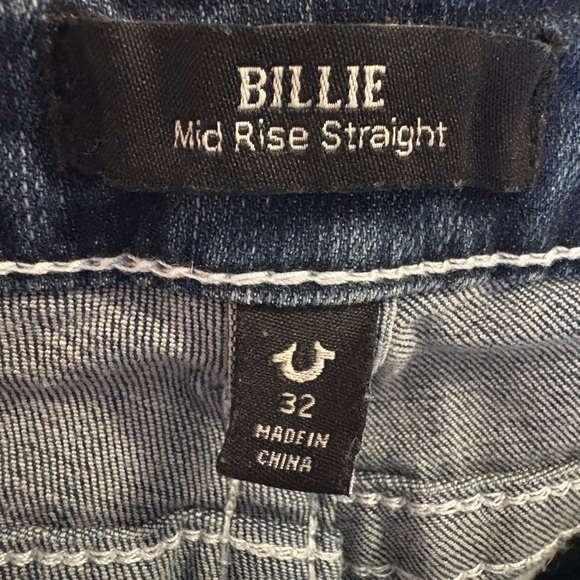 BILLIE
Mid Rise Straight
32
MADE IN
CHINA